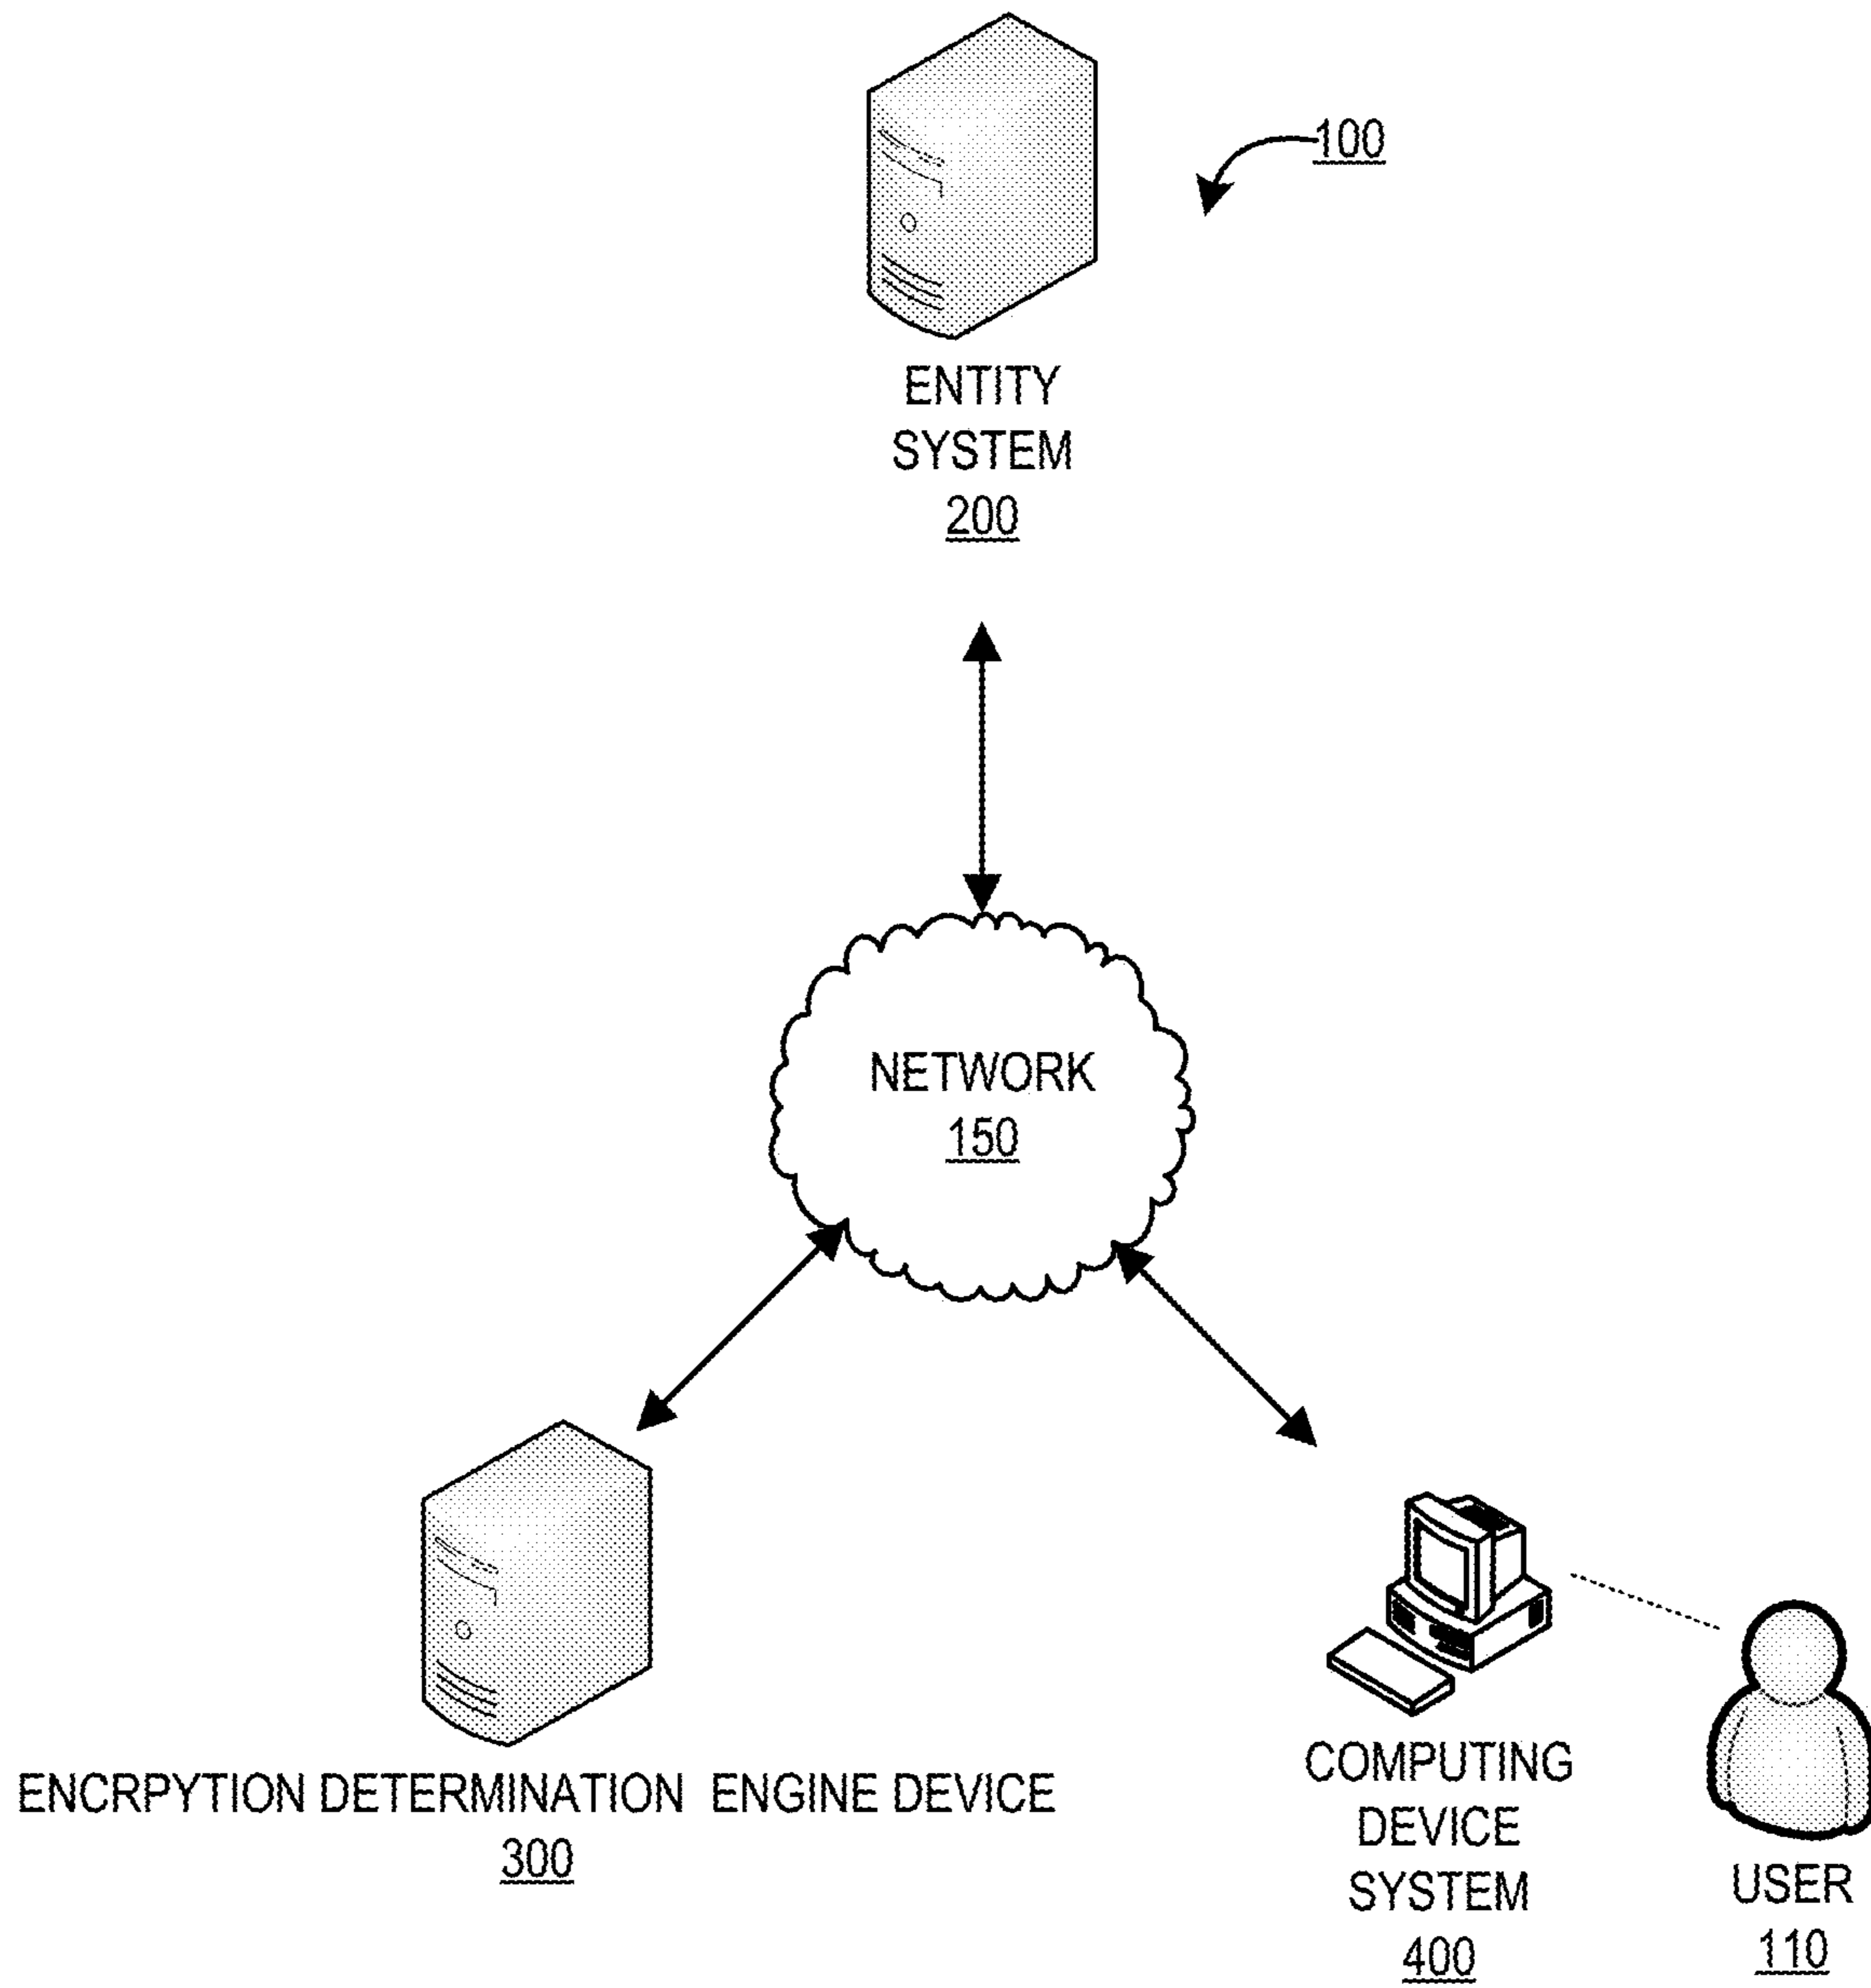 100
ENTITY
SYSTEM
200
NETWORK
150
ENCRPYTION DETERMINATION ENGINE DEVICE
300
COMPUTING
DEVICE
SYSTEM
400
USER
110